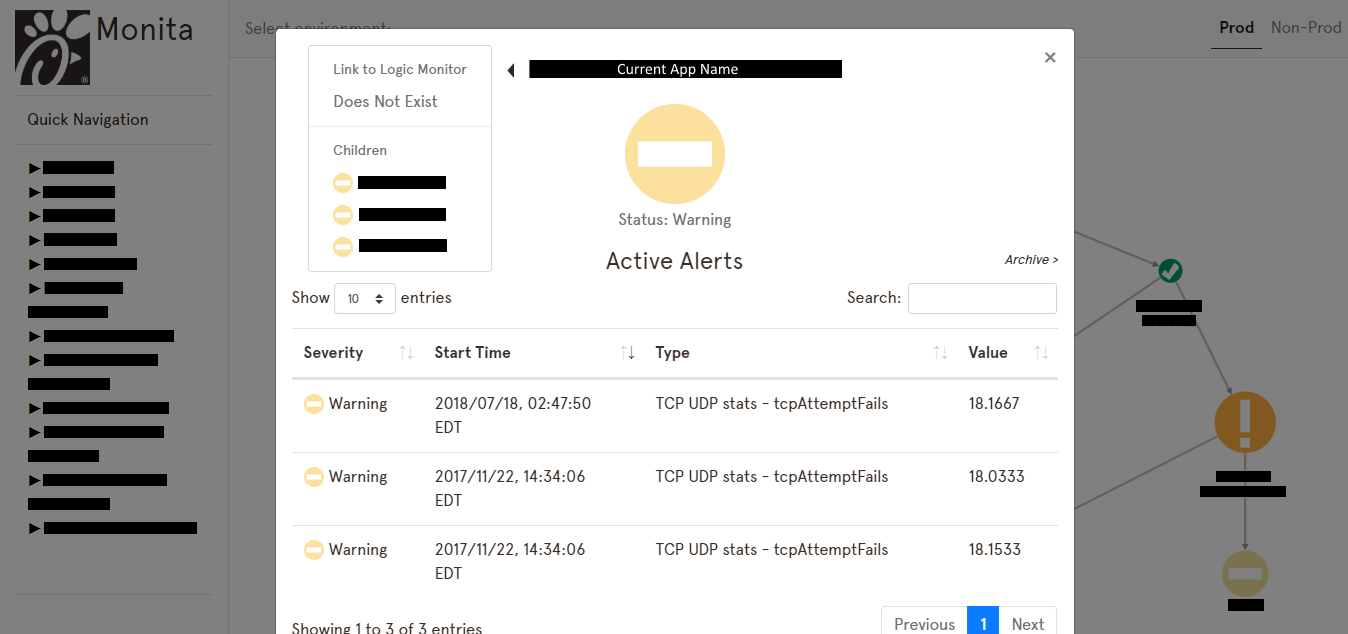 Monita
Select environment:
Prod Non-Prod
Quick Navigation
Link to Logic Monitor
Does Not Exist
Children
Current App Name
×
Status: Warning
Active Alerts
Archive >
Show 10 entries
Search:
Severity Start Time Type Value
Warning 2018/07/18, 02:47:50 TCP UDP stats - tcpAttemptFails 18.1667
EDT
Warning 2017/11/22, 14:34:06 TCP UDP stats - tcpAttemptFails 18.0333
EDT
Warning 2017/11/22, 14:34:06 TCP UDP stats - tcpAttemptFails 18.1533
EDT
Showing 1 to 3 of 3 entries
Previous 1 Next